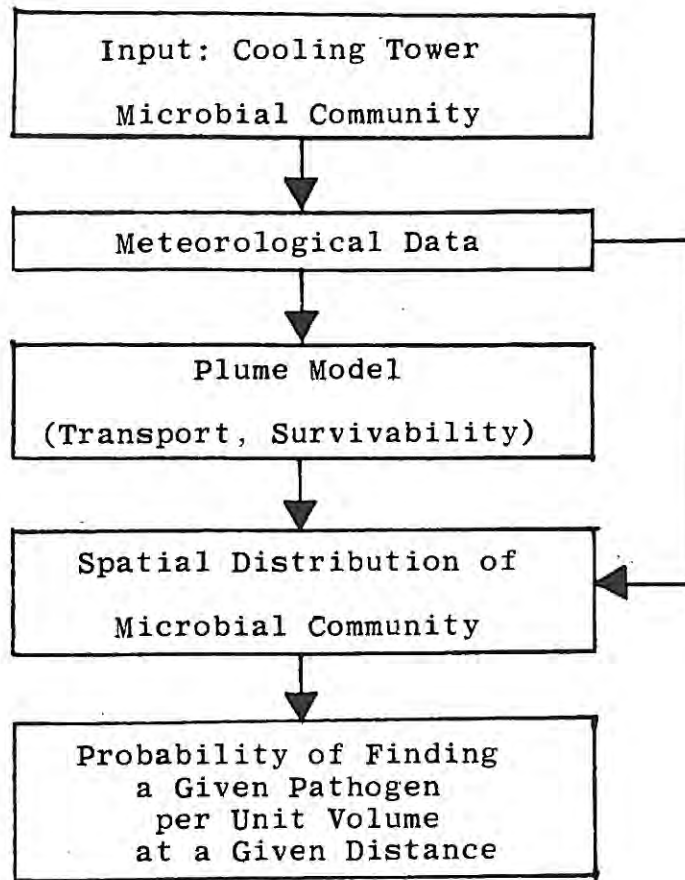 Input: Cooling Tower
Microbial Community
Meteorological Data
Plume Model
(Transport, Survivability)
Spatial Distribution of
Microbial Community
Probability of Finding
a Given Pathogen
per Unit Volume
at a Given Distance